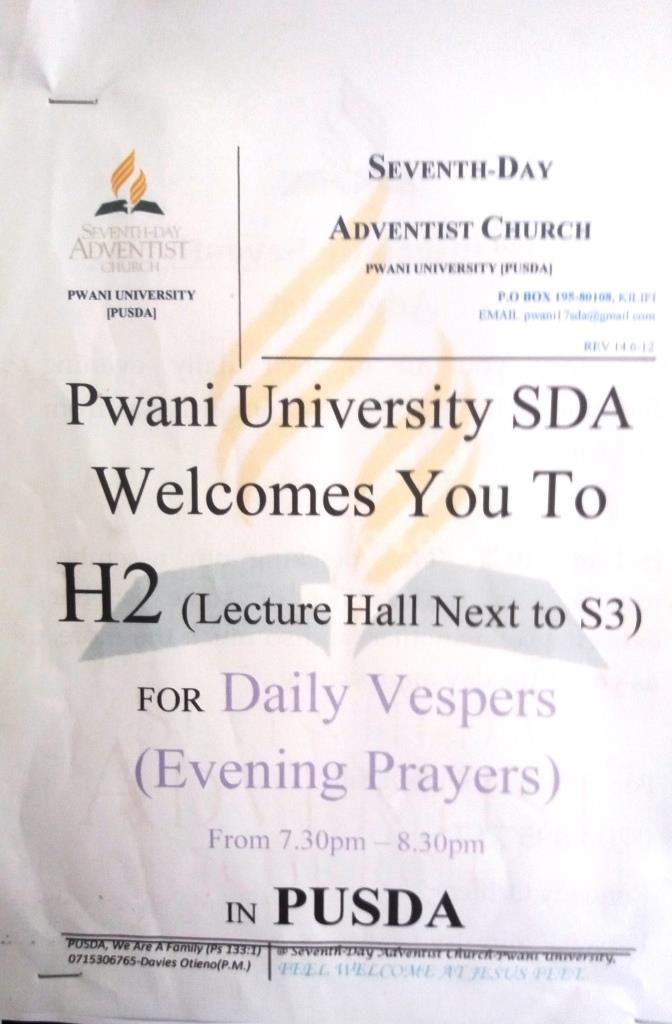 SEVENTH-DAY
ADVENTIST
CHURCH
PWANI UNIVERSITY
[PUSDA]
SEVENTH-DAY
ADVENTIST CHURCH
PWANI UNIVERSITY [PUSDA]
P.O BOX 195-80108, KILIFI
EMAIL
REV 14:6-12
Pwani University SDA
Welcomes You To
H2 (Lecture Hall Next to S3)
FOR Daily Vespers
(Evening Prayers)
From 7.30pm – 8.30pm
IN PUSDA
PUSDA, We Are A Family (Ps 133:1) @ Seventh-Day Adventist Church Pwani University.
0715306765-Davies Otieno(P.M.) FEEL WELCOME AT JESUS FEET